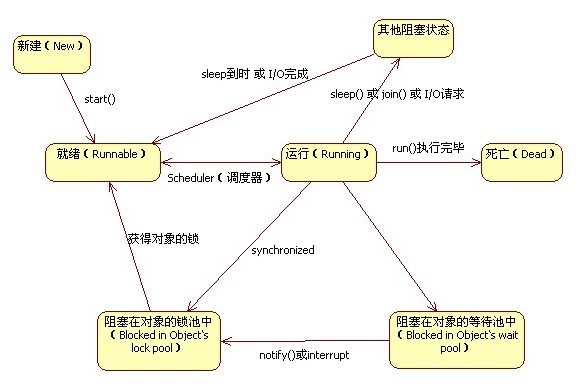 其他阻塞状态
新建（New）
sleep到时 或 I/O完成
sleep() 或 join() 或 I/O请求
start()
就绪（Runnable）
运行（Running）
run()执行完毕
死亡（Dead）
Scheduler（调度器）
获得对象的锁
synchronized
阻塞在对象的锁池中
（Blocked in Object's
lock pool）
阻塞在对象的等待池中
（Blocked in Object's wait
pool）
notify()或interrupt